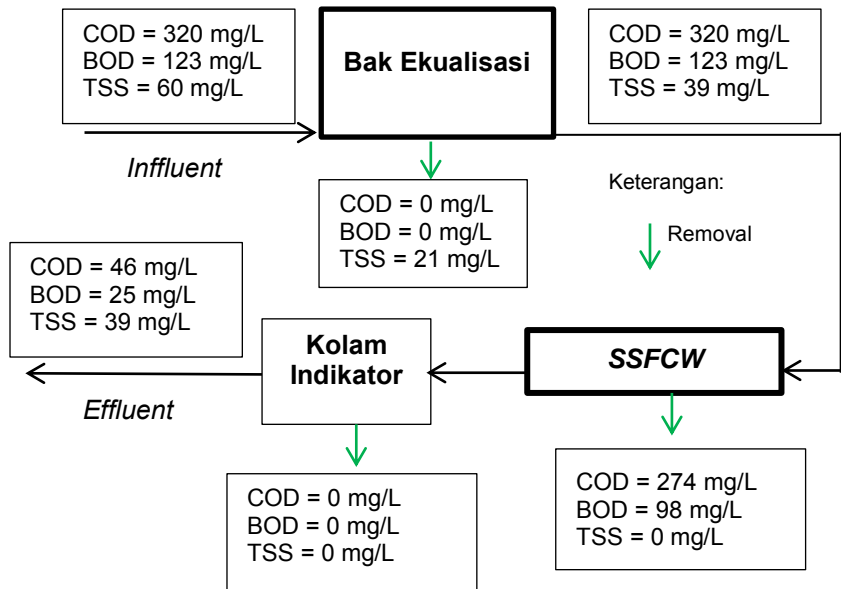 COD = 320 mg/L
BOD = 123 mg/L
TSS = 60 mg/L
Bak Ekualisasi
COD = 320 mg/L
BOD = 123 mg/L
TSS = 39 mg/L
Inffluent
COD = 0 mg/L
BOD = 0 mg/L
TSS = 21 mg/L
Keterangan:
Removal
COD = 46 mg/L
BOD = 25 mg/L
TSS = 39 mg/L
Kolam
Indikator
SSFCW
Effluent
COD = 0 mg/L
BOD = 0 mg/L
TSS = 0 mg/L
COD = 274 mg/L
BOD = 98 mg/L
TSS = 0 mg/L